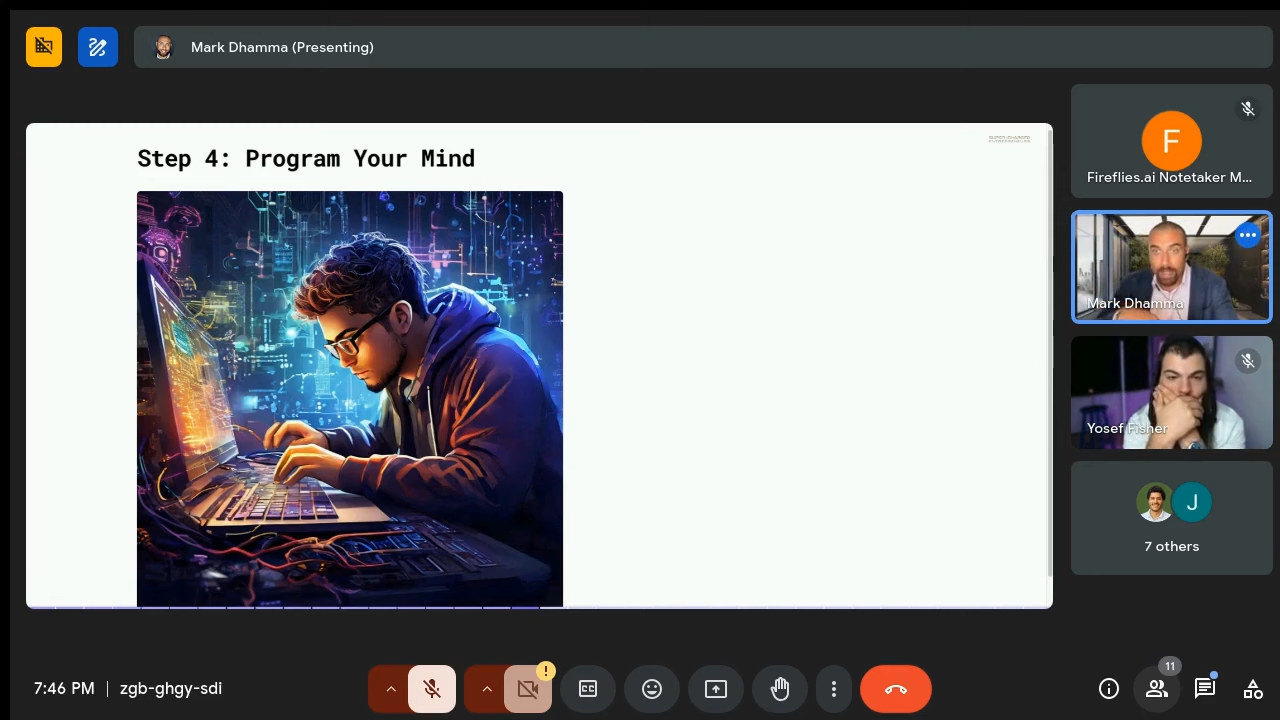 Mark Dhamma (Presenting)
Step 4: Program Your Mind
F
Fireflies.ai Notetaker M...
Mark Dhamma
Yosef Fisher
J
7 others
7:46 PM | zgb-ghgy-sdi
!
CC
11